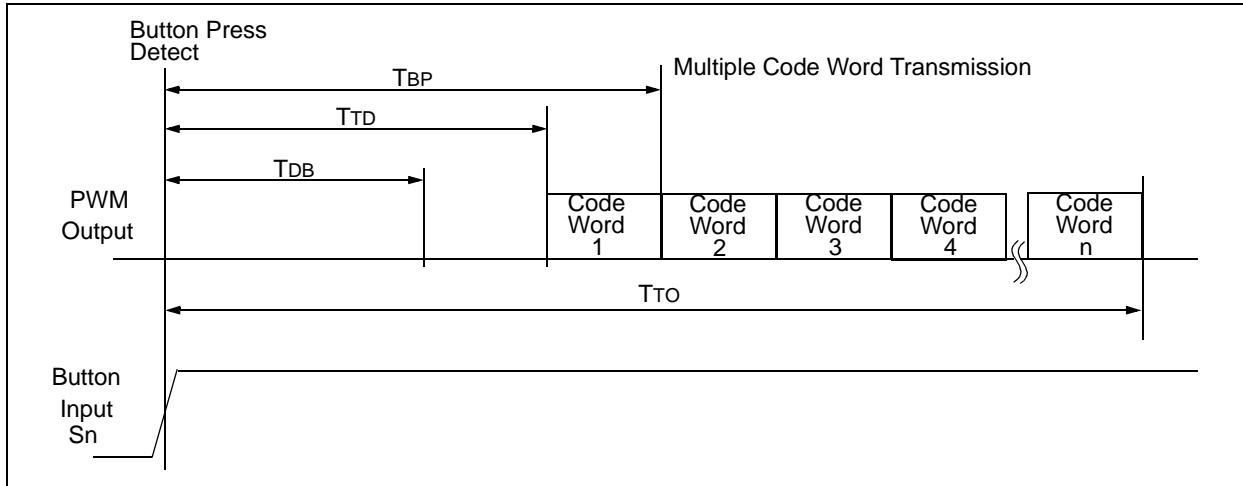 Button Press
Detect
Multiple Code Word Transmission
TBP
TTD
TDB
PWM
Output
Code
Word
1
Code
Word
2
Code
Word
3
Code
Word
4
Code
Word
n
TTO
Button
Input
Sn